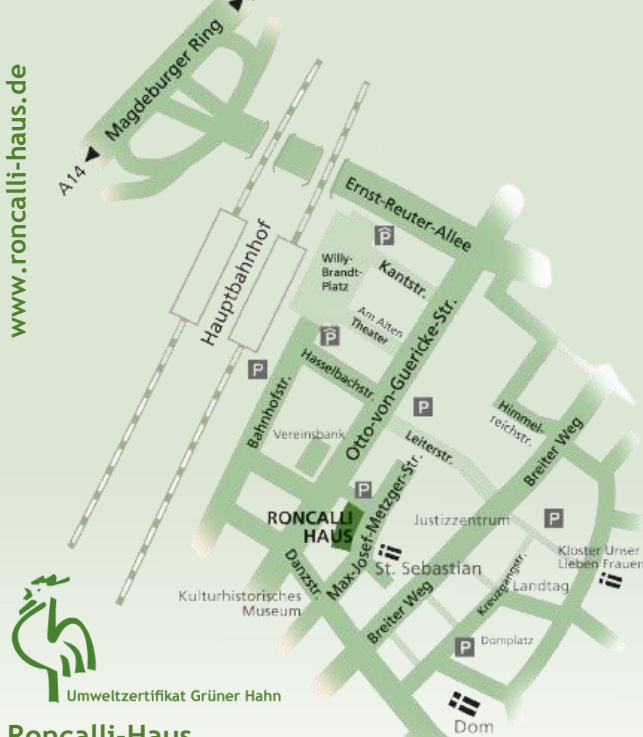 www.roncalli-haus.de
Magdeburger Ring
A14
Ernst-Reuter-Allee
Hauptbahnhof
P
Willy-
Brandt-
Platz
Kantstr.
Am Alten
Theater
P
P
Hasselbachstr.
Otto-von-Guericke-Str.
Bahnhofstr.
Vereinsbank
P
Leiterstr.
Himmel-
reichstr.
Breiter Weg
P
RONCALLI
HAUS
Max-Josef-Metzger-Str.
Justizzentrum
P
Kloster Unser
Lieben Frauen
St. Sebastian
Danzstr.
Kreuzgangstr.
Landtag
Kulturhistorisches
Museum
Breiter Weg
P
Domplatz
Dom
Umweltzertifikat Grüner Hahn
Roncalli-Haus